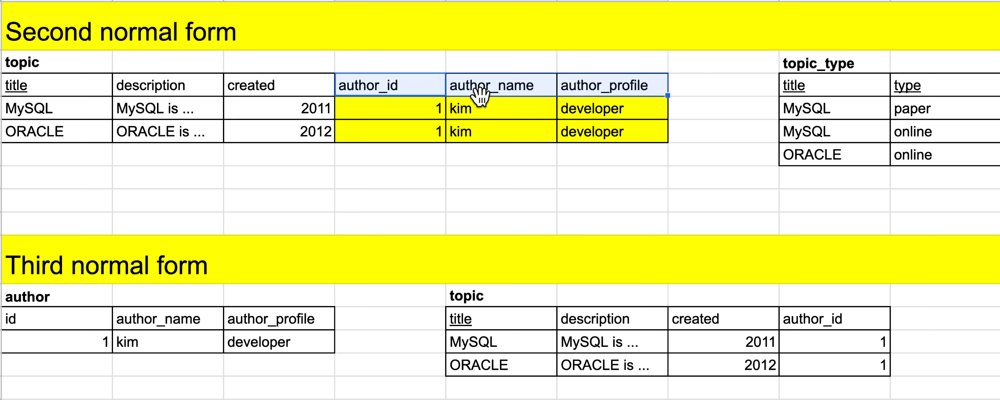 Second normal form
topic topic_type
title description created author_id author_name author_profile title type
MySQL MySQL is ... 2011 1 kim developer MySQL paper
ORACLE ORACLE is ... 2012 1 kim developer MySQL online
ORACLE online
Third normal form
author topic
id author_name author_profile title description created author_id
1 kim developer MySQL MySQL is ... 2011 1
ORACLE ORACLE is ... 2012 1